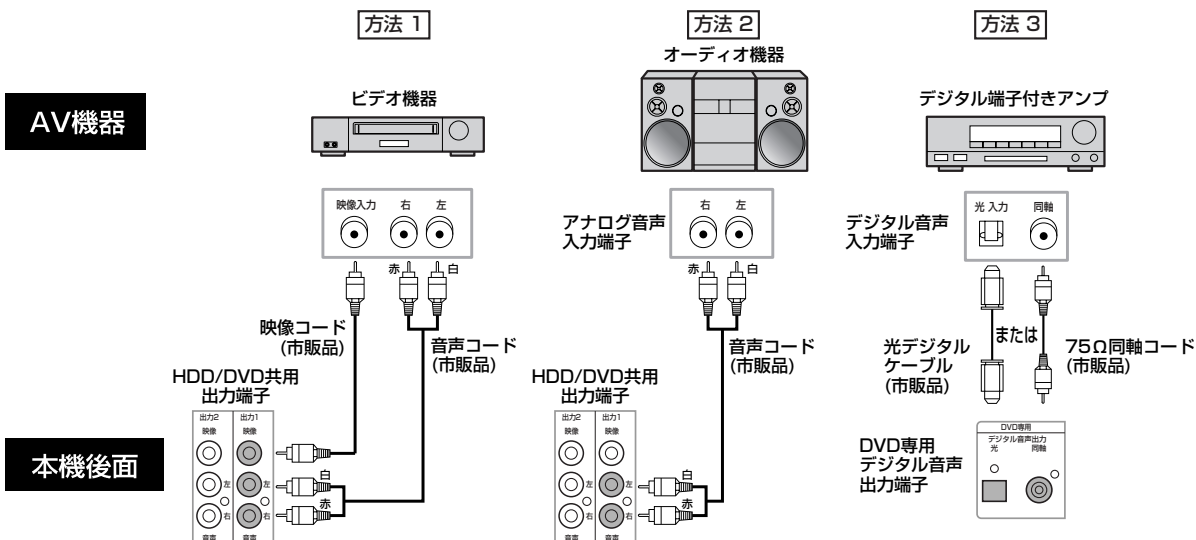 方法 1
方法 2
方法 3
AV機器
ビデオ機器
オーディオ機器
デジタル端子付きアンプ
映像入力 右 左
アナログ音声
入力端子
右 左
デジタル音声
入力端子
光 入力 同軸
赤 白
赤 白
映像コード
(市販品)
音声コード
(市販品)
音声コード
(市販品)
光デジタル
ケーブル
(市販品)
または
75Ω同軸コード
(市販品)
HDD/DVD共用
出力端子
HDD/DVD共用
出力端子
本機後面
出力2 出力1
映像 映像
左
右
音声 音声
白
赤
出力2 出力1
映像 映像
左
右
音声 音声
白
赤
DVD専用
デジタル音声
出力端子
DVD専用
デジタル音声出力
光 同軸